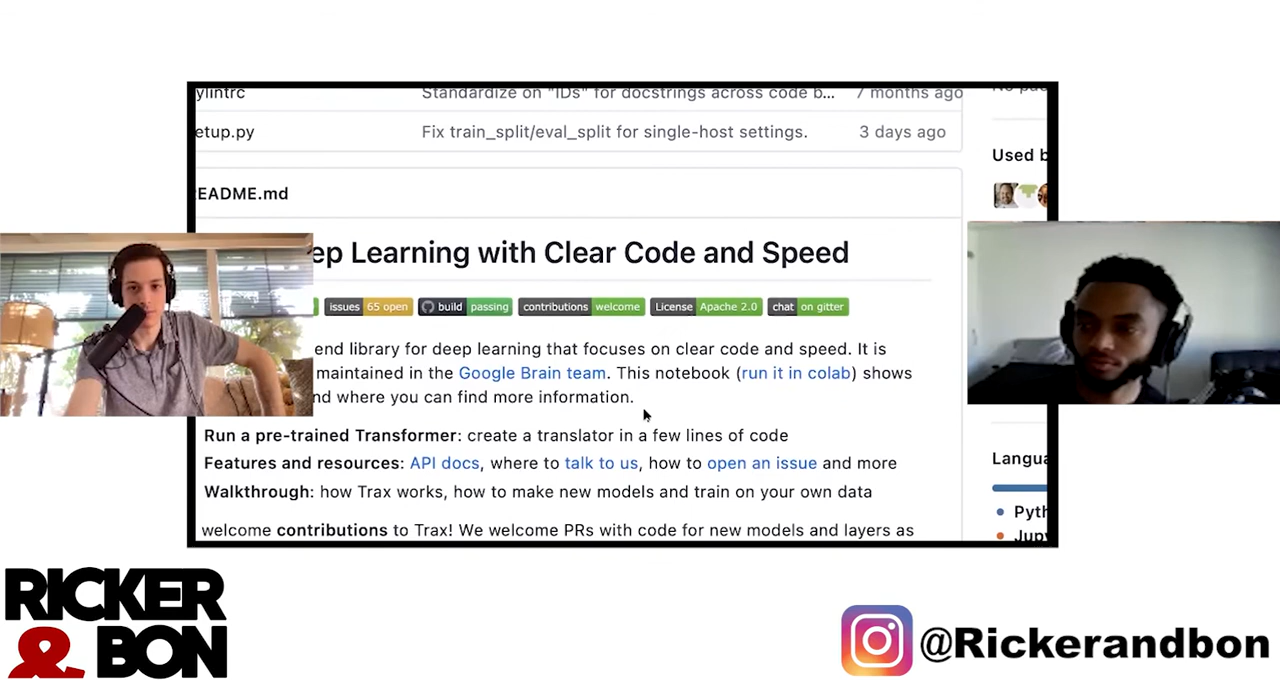 ylintrc Standardize on "IDs" for docstrings across code b... 7 months ago
etup.py Fix train_split/eval_split for single-host settings. 3 days ago
Used b
EADME.md
ep Learning with Clear Code and Speed
issues 65 open build passing contributions welcome License Apache 2.0 chat on gitter
end library for deep learning that focuses on clear code and speed. It is
maintained in the Google Brain team. This notebook (run it in colab) shows
nd where you can find more information.
Run a pre-trained Transformer: create a translator in a few lines of code
Features and resources: API docs, where to talk to us, how to open an issue and more
Langua
Walkthrough: how Trax works, how to make new models and train on your own data
Pyth
welcome contributions to Trax! We welcome PRs with code for new models and layers as
Jupy
RICKER
& BON
@Rickerandbon